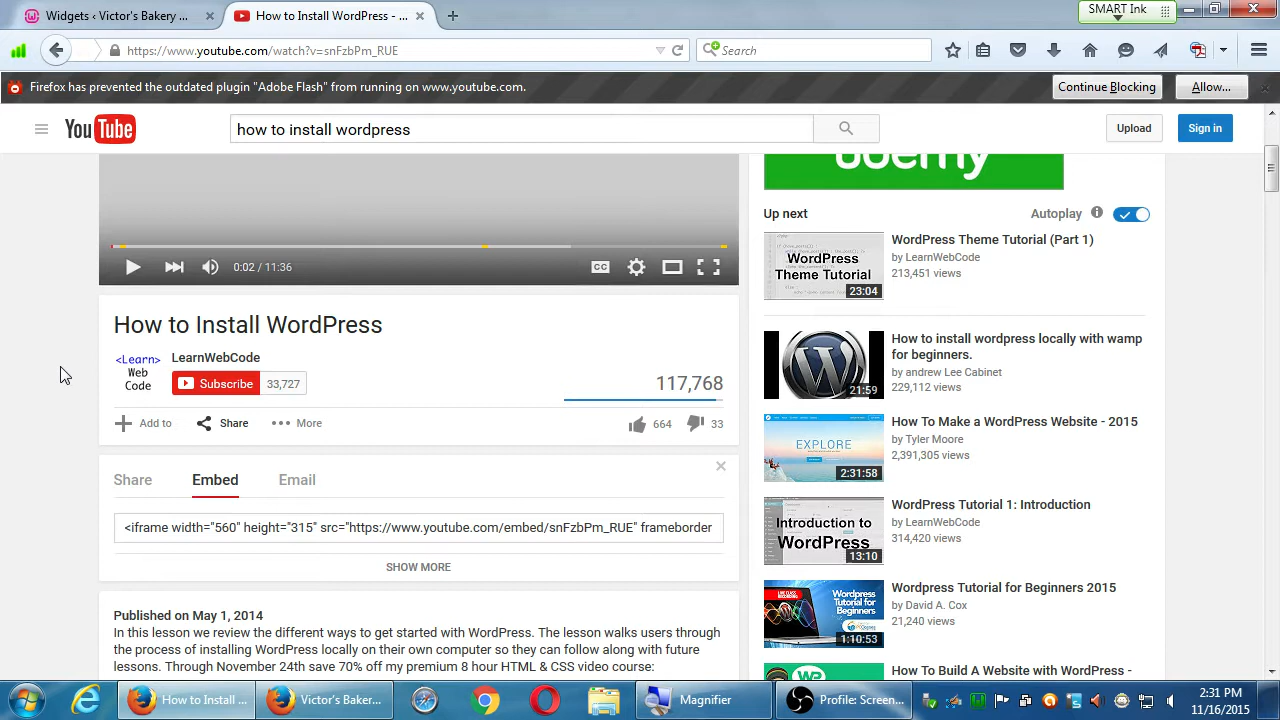 Widgets ‹ Victor's Bakery ...
How to Install WordPress - ...
SMART Ink
https://www.youtube.com/watch?v=snFzbPm_RUE
Search
Firefox has prevented the outdated plugin "Adobe Flash" from running on www.youtube.com.
Continue Blocking
Allow...
YouTube
how to install wordpress
Upload
Sign in
udemy
Up next
Autoplay
WordPress
Theme Tutorial
23:04
WordPress Theme Tutorial (Part 1)
by LearnWebCode
213,451 views
0:02 / 11:36
CC
How to Install WordPress
<Learn>
Web
Code
LearnWebCode
Subscribe
33,727
117,768
Add to
Share
More
664
33
21:59
How to install wordpress locally with wamp
for beginners.
by andrew Lee Cabinet
229,112 views
EXPLORE
2:31:58
How To Make a WordPress Website - 2015
by Tyler Moore
2,391,305 views
Share
Embed
Email
<iframe width="560" height="315" src="https://www.youtube.com/embed/snFzbPm_RUE" frameborder
SHOW MORE
Introduction to
WordPress
13:10
WordPress Tutorial 1: Introduction
by LearnWebCode
314,420 views
Wordpress
Tutorial for
Beginners
1:10:53
Wordpress Tutorial for Beginners 2015
by David A. Cox
21,240 views
Published on May 1, 2014
In this lesson we review the different ways to get started with WordPress. The lesson walks users through
the process of installing WordPress locally on their own computer so they can follow along with future
lessons. Through November 24th save 70% off my premium 8 hour HTML & CSS video course:
WP
How To Build A Website with WordPress -
How to Install ...
Victor's Bakery...
Magnifier
Profile: Screen...
2:31 PM
11/16/2015